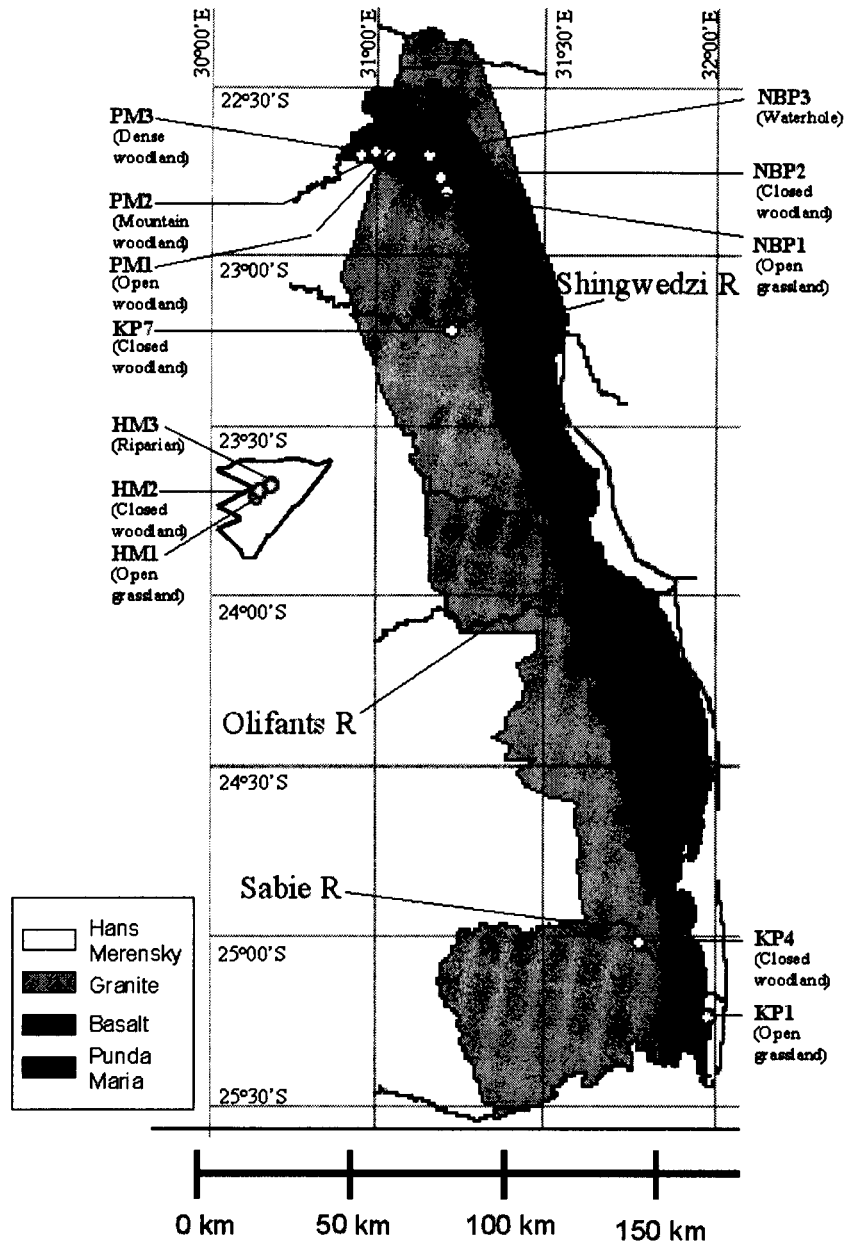 30°00'E
31°00'E
31°30'E
32°00'E
22°30'S
PM3
(Dense
woodland)
NBP3
(Waterhole)
PM2
(Mountain
woodland)
NBP2
(Closed
woodland)
PM1
(Open
woodland)
NBP1
(Open
grassland)
23°00'S
Shingwedzi R
KP7
(Closed
woodland)
HM3
(Riparian)
23°30'S
HM2
(Closed
woodland)
HM1
(Open
grassland)
24°00'S
Olifants R
24°30'S
Sabie R
Hans
Merensky
Granite
Basalt
Punda
Maria
25°00'S
KP4
(Closed
woodland)
KP1
(Open
grassland)
25°30'S
0 km
50 km
100 km
150 km